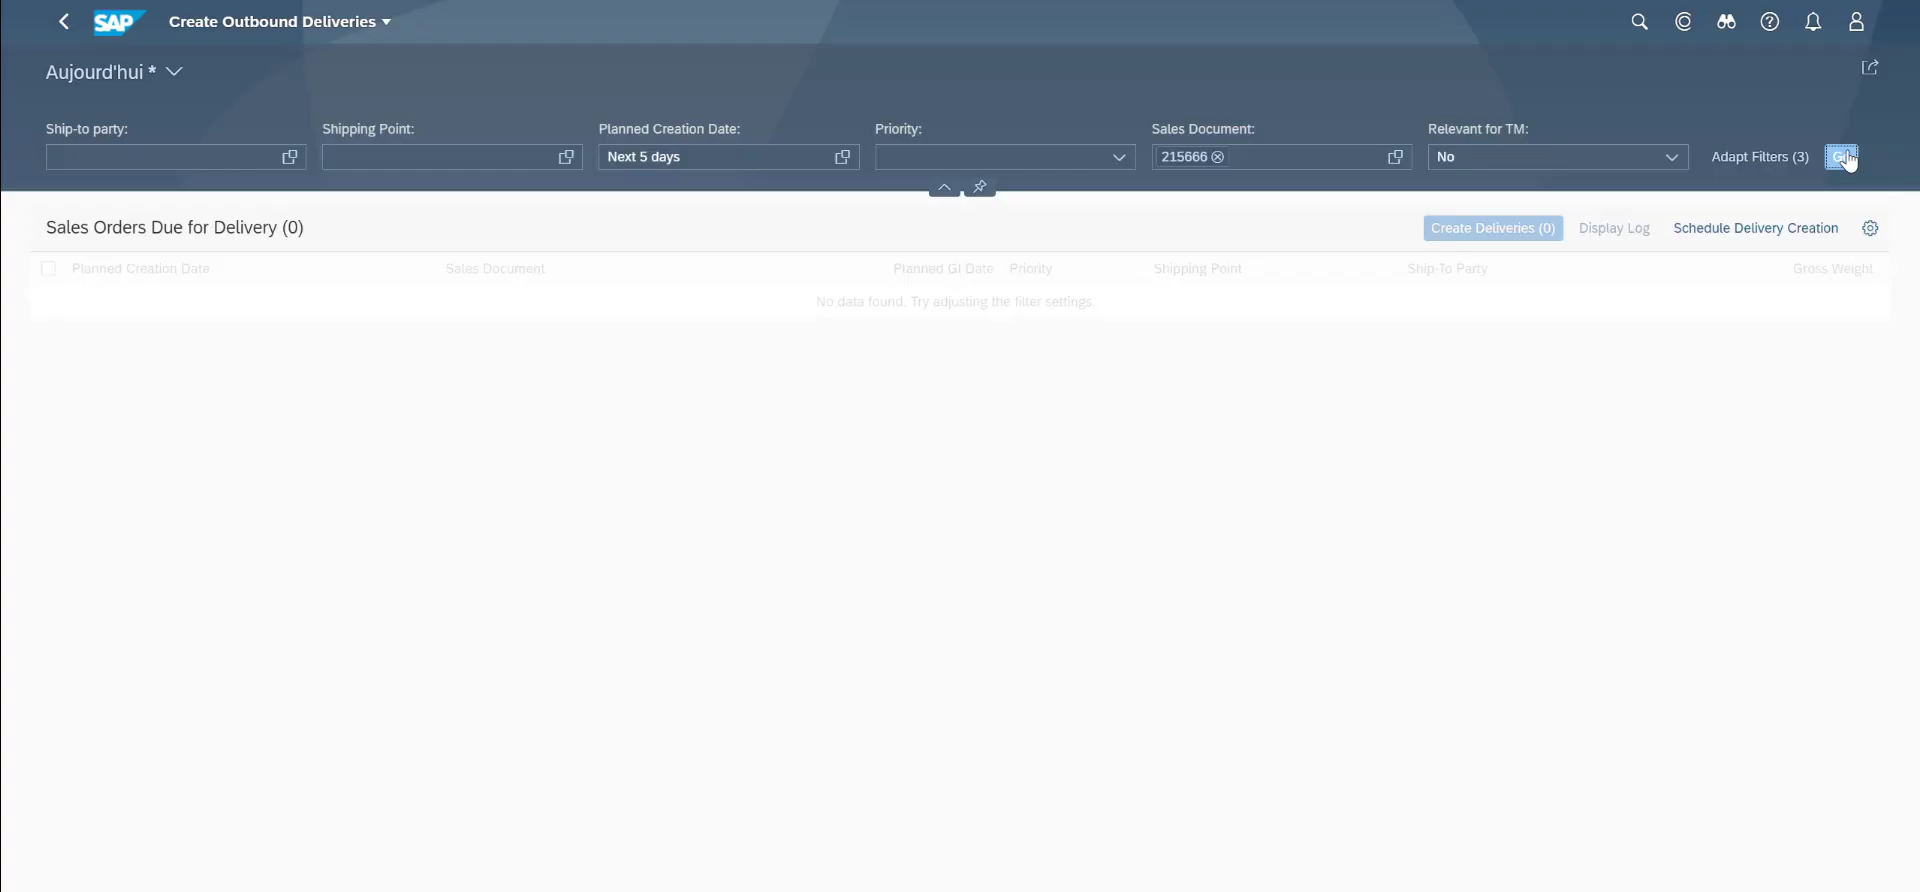 SAP Create Outbound Deliveries
Aujourd'hui *
Ship-to party: Shipping Point: Planned Creation Date: Priority: Sales Document: Relevant for TM:
Next 5 days 215666 No Adapt Filters (3)
Sales Orders Due for Delivery (0) Create Deliveries (0) Display Log Schedule Delivery Creation
Planned Creation Date Sales Document Planned GI Date Priority Shipping Point Ship-To Party Gross Weight
No data found. Try adjusting the filter settings.